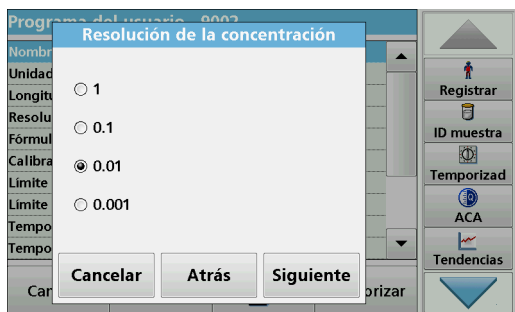 Programa del usuario 9002
Resolución de la concentración
Nombr
Unidad
Longitu
Resolu
Fórmul
Calibra
Límite
Límite
Tempo
Tempo
1
0.1
0.01
0.001
Cancelar
Atrás
Siguiente
Can
orizar
Registrar
ID muestra
Temporizad
ACA
Tendencias